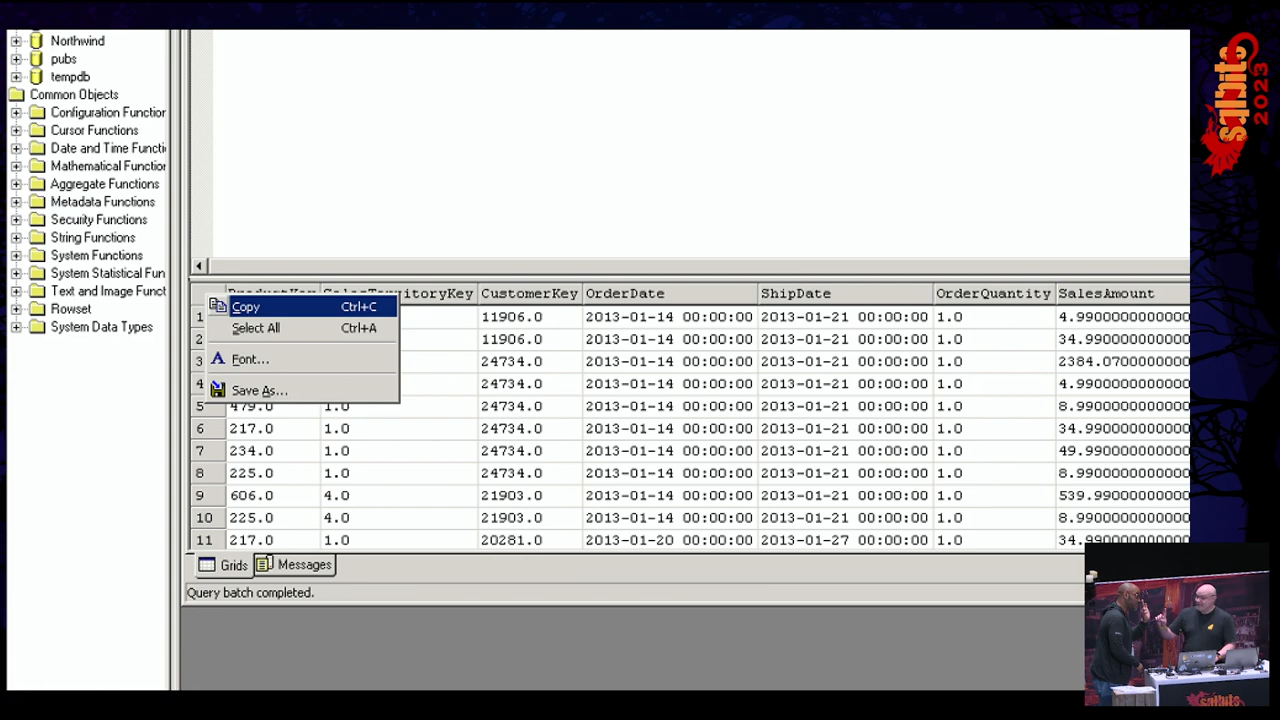 Northwind
pubs
tempdb
Common Objects
Configuration Function
Cursor Functions
Date and Time Functi
Mathematical Function
Aggregate Functions
Metadata Functions
Security Functions
String Functions
System Functions
System Statistical Fun
Text and Image Funct
Rowset
System Data Types
CustomerKey OrderDate ShipDate OrderQuantity SalesAmount
Copy Ctrl+C
Select All Ctrl+A
Font...
Save As...
1 11906.0 2013-01-14 00:00:00 2013-01-21 00:00:00 1.0 4.9900000000000
2 11906.0 2013-01-14 00:00:00 2013-01-21 00:00:00 1.0 34.990000000000
3 24734.0 2013-01-14 00:00:00 2013-01-21 00:00:00 1.0 2384.0700000000
4 24734.0 2013-01-14 00:00:00 2013-01-21 00:00:00 1.0 4.9900000000000
5 479.0 1.0 24734.0 2013-01-14 00:00:00 2013-01-21 00:00:00 1.0 8.9900000000000
6 217.0 1.0 24734.0 2013-01-14 00:00:00 2013-01-21 00:00:00 1.0 34.990000000000
7 234.0 1.0 24734.0 2013-01-14 00:00:00 2013-01-21 00:00:00 1.0 49.990000000000
8 225.0 1.0 24734.0 2013-01-14 00:00:00 2013-01-21 00:00:00 1.0 8.9900000000000
9 606.0 4.0 21903.0 2013-01-14 00:00:00 2013-01-21 00:00:00 1.0 539.99000000000
10 225.0 4.0 21903.0 2013-01-14 00:00:00 2013-01-21 00:00:00 1.0 8.9900000000000
11 217.0 1.0 20281.0 2013-01-20 00:00:00 2013-01-27 00:00:00 1.0 34.990000000000
Grids Messages
Query batch completed.
sqlbits
2023
sqlbits